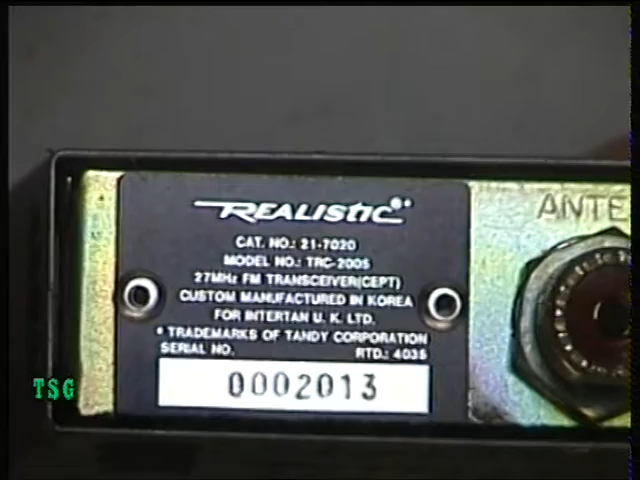 REALISTIC®*
CAT. NO.: 21-7020
MODEL NO.: TRC-2005
27MHz FM TRANSCEIVER(CEPT)
CUSTOM MANUFACTURED IN KOREA
FOR INTERTAN U. K. LTD.
* TRADEMARKS OF TANDY CORPORATION
SERIAL NO. RTD.: 4035
0002013
ANTE
TSG